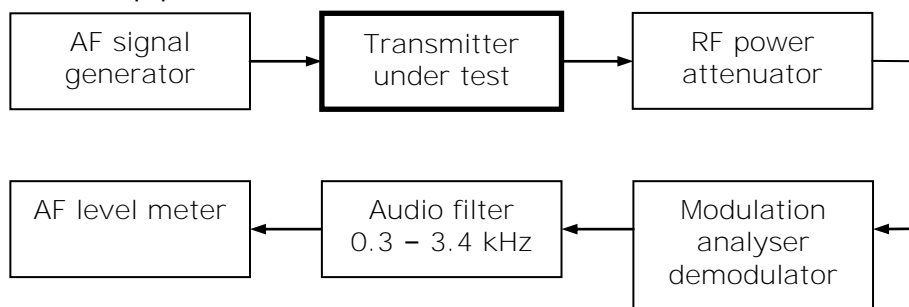 AF signal
generator
Transmitter
under test
RF power
attenuator
AF level meter
Audio filter
0.3 – 3.4 kHz
Modulation
analyser
demodulator